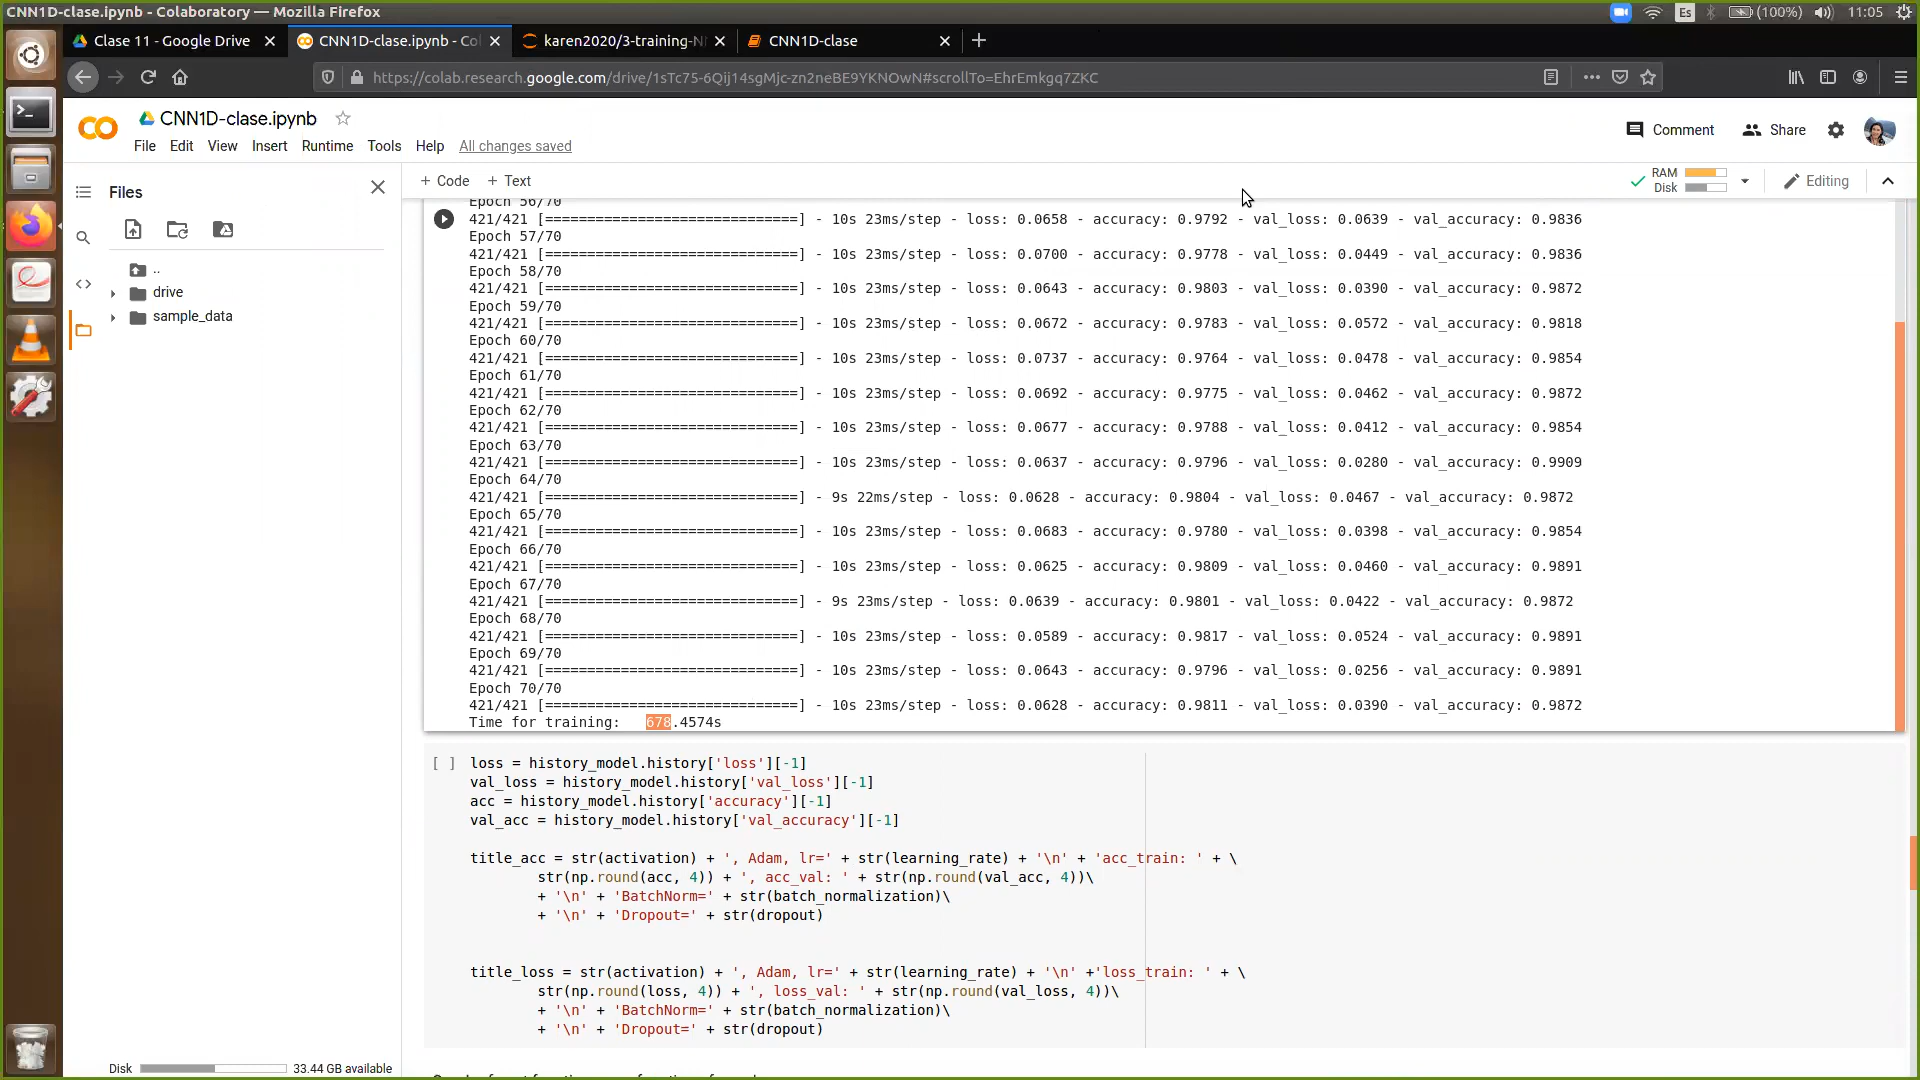 CNN1D-clase.ipynb - Colaboratory — Mozilla Firefox
Es (100%) 11:05
Clase 11 - Google Drive
CNN1D-clase.ipynb - Co
karen2020/3-training-N
CNN1D-clase
https://colab.research.google.com/drive/1sTc75-6Qij14sgMjc-zn2neBE9YKNOwN#scrollTo=EhrEmkgq7ZKC
CNN1D-clase.ipynb
Comment Share
File Edit View Insert Runtime Tools Help All changes saved
Files
+ Code + Text
RAM
Disk
Editing
..
drive
sample_data
Epoch 56/70
421/421 [==============================] - 10s 23ms/step - loss: 0.0658 - accuracy: 0.9792 - val_loss: 0.0639 - val_accuracy: 0.9836
Epoch 57/70
421/421 [==============================] - 10s 23ms/step - loss: 0.0700 - accuracy: 0.9778 - val_loss: 0.0449 - val_accuracy: 0.9836
Epoch 58/70
421/421 [==============================] - 10s 23ms/step - loss: 0.0643 - accuracy: 0.9803 - val_loss: 0.0390 - val_accuracy: 0.9872
Epoch 59/70
421/421 [==============================] - 10s 23ms/step - loss: 0.0672 - accuracy: 0.9783 - val_loss: 0.0572 - val_accuracy: 0.9818
Epoch 60/70
421/421 [==============================] - 10s 23ms/step - loss: 0.0737 - accuracy: 0.9764 - val_loss: 0.0478 - val_accuracy: 0.9854
Epoch 61/70
421/421 [==============================] - 10s 23ms/step - loss: 0.0692 - accuracy: 0.9775 - val_loss: 0.0462 - val_accuracy: 0.9872
Epoch 62/70
421/421 [==============================] - 10s 23ms/step - loss: 0.0677 - accuracy: 0.9788 - val_loss: 0.0412 - val_accuracy: 0.9854
Epoch 63/70
421/421 [==============================] - 10s 23ms/step - loss: 0.0637 - accuracy: 0.9796 - val_loss: 0.0280 - val_accuracy: 0.9909
Epoch 64/70
421/421 [==============================] - 9s 22ms/step - loss: 0.0628 - accuracy: 0.9804 - val_loss: 0.0467 - val_accuracy: 0.9872
Epoch 65/70
421/421 [==============================] - 10s 23ms/step - loss: 0.0683 - accuracy: 0.9780 - val_loss: 0.0398 - val_accuracy: 0.9854
Epoch 66/70
421/421 [==============================] - 10s 23ms/step - loss: 0.0625 - accuracy: 0.9809 - val_loss: 0.0460 - val_accuracy: 0.9891
Epoch 67/70
421/421 [==============================] - 9s 23ms/step - loss: 0.0639 - accuracy: 0.9801 - val_loss: 0.0422 - val_accuracy: 0.9872
Epoch 68/70
421/421 [==============================] - 10s 23ms/step - loss: 0.0589 - accuracy: 0.9817 - val_loss: 0.0524 - val_accuracy: 0.9891
Epoch 69/70
421/421 [==============================] - 10s 23ms/step - loss: 0.0643 - accuracy: 0.9796 - val_loss: 0.0256 - val_accuracy: 0.9891
Epoch 70/70
421/421 [==============================] - 10s 23ms/step - loss: 0.0628 - accuracy: 0.9811 - val_loss: 0.0390 - val_accuracy: 0.9872
Time for training: 678.4574s
[ ] loss = history_model.history['loss'][-1]
val_loss = history_model.history['val_loss'][-1]
acc = history_model.history['accuracy'][-1]
val_acc = history_model.history['val_accuracy'][-1]
title_acc = str(activation) + ', Adam, lr=' + str(learning_rate) + '\n' + 'acc_train: ' + \
str(np.round(acc, 4)) + ', acc_val: ' + str(np.round(val_acc, 4))\
+ '\n' + 'BatchNorm=' + str(batch_normalization)\
+ '\n' + 'Dropout=' + str(dropout)
title_loss = str(activation) + ', Adam, lr=' + str(learning_rate) + '\n' +'loss_train: ' + \
str(np.round(loss, 4)) + ', loss_val: ' + str(np.round(val_loss, 4))\
+ '\n' + 'BatchNorm=' + str(batch_normalization)\
+ '\n' + 'Dropout=' + str(dropout)
Disk 33.44 GB available